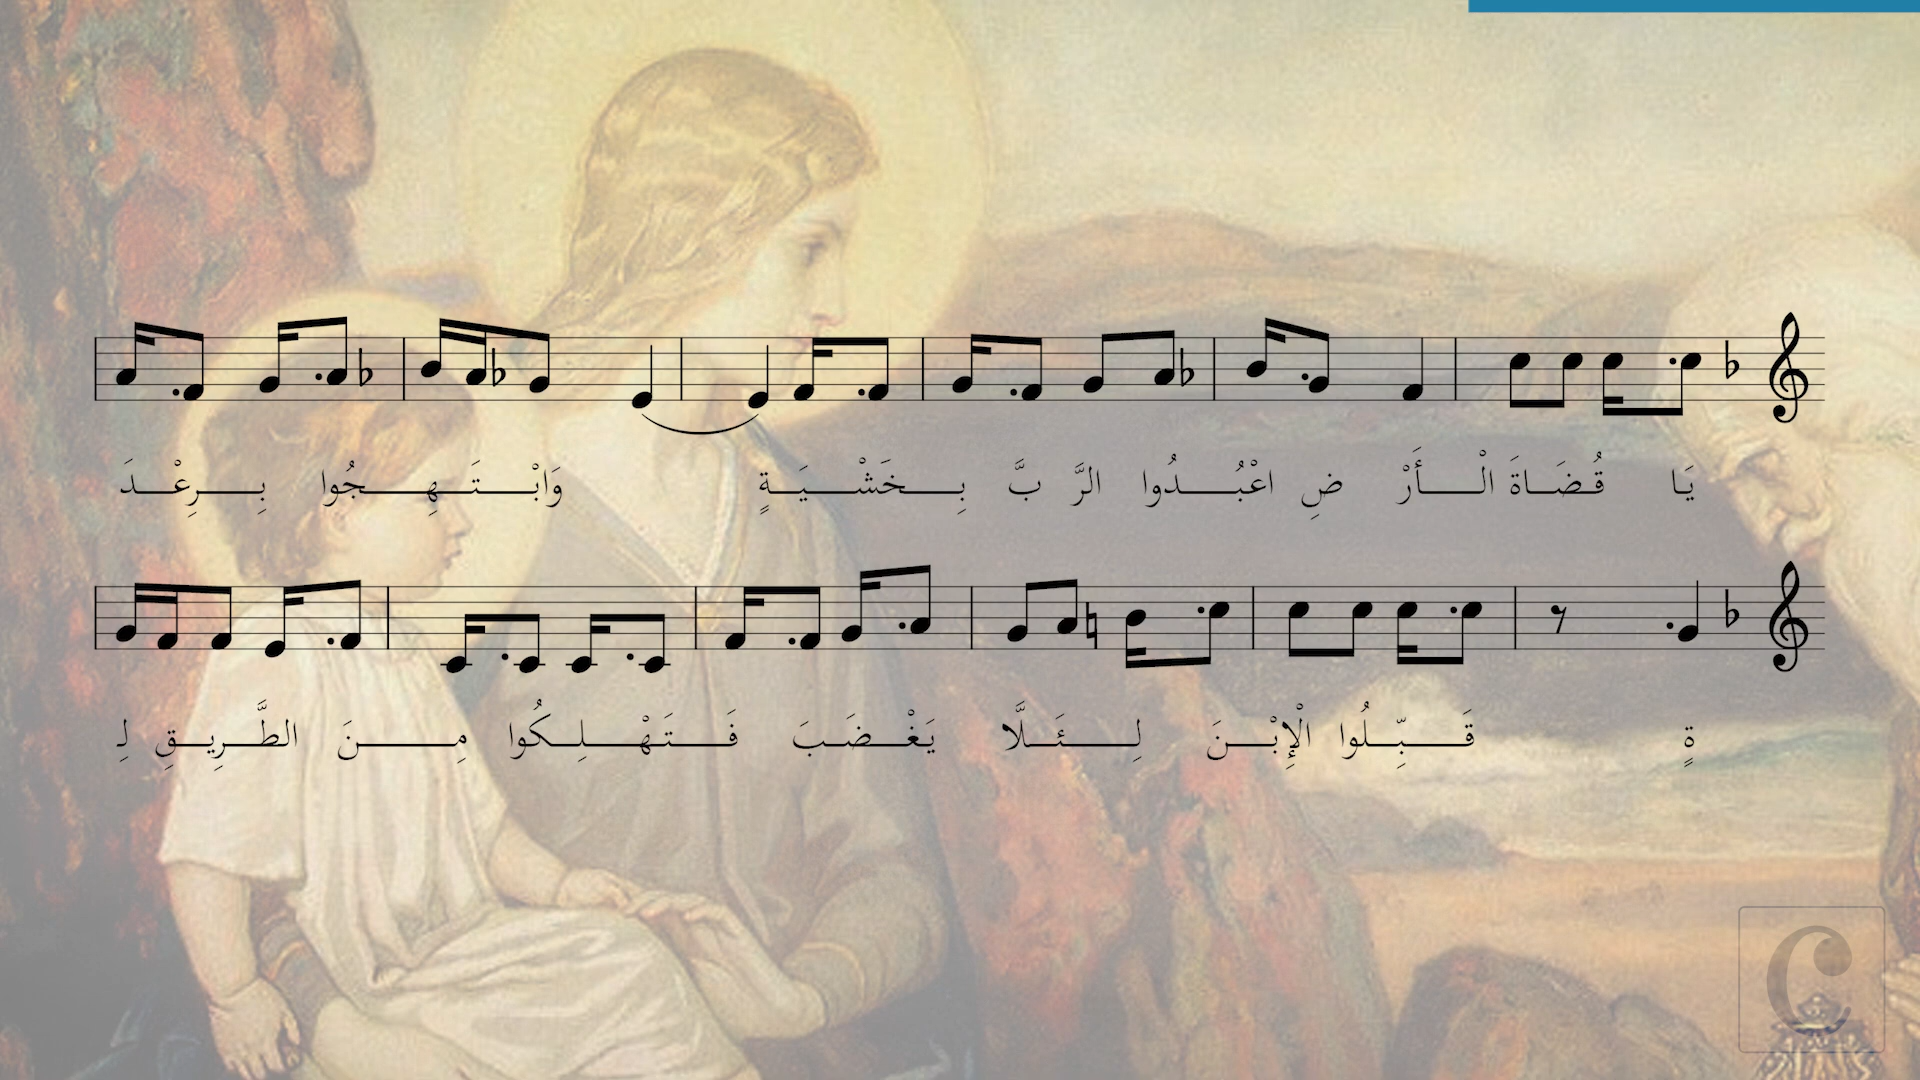 يَا قُضَاةَ الْأَرْضِ اعْبُدُوا الرَّبَّ بِخَشْيَةٍ وَابْتَهِجُوا بِرِعْدَ
ةٍ قَبِّلُوا الْإِبْنَ لِئَلَّا يَغْضَبَ فَتَهْلِكُوا مِنَ الطَّرِيقِ لِ